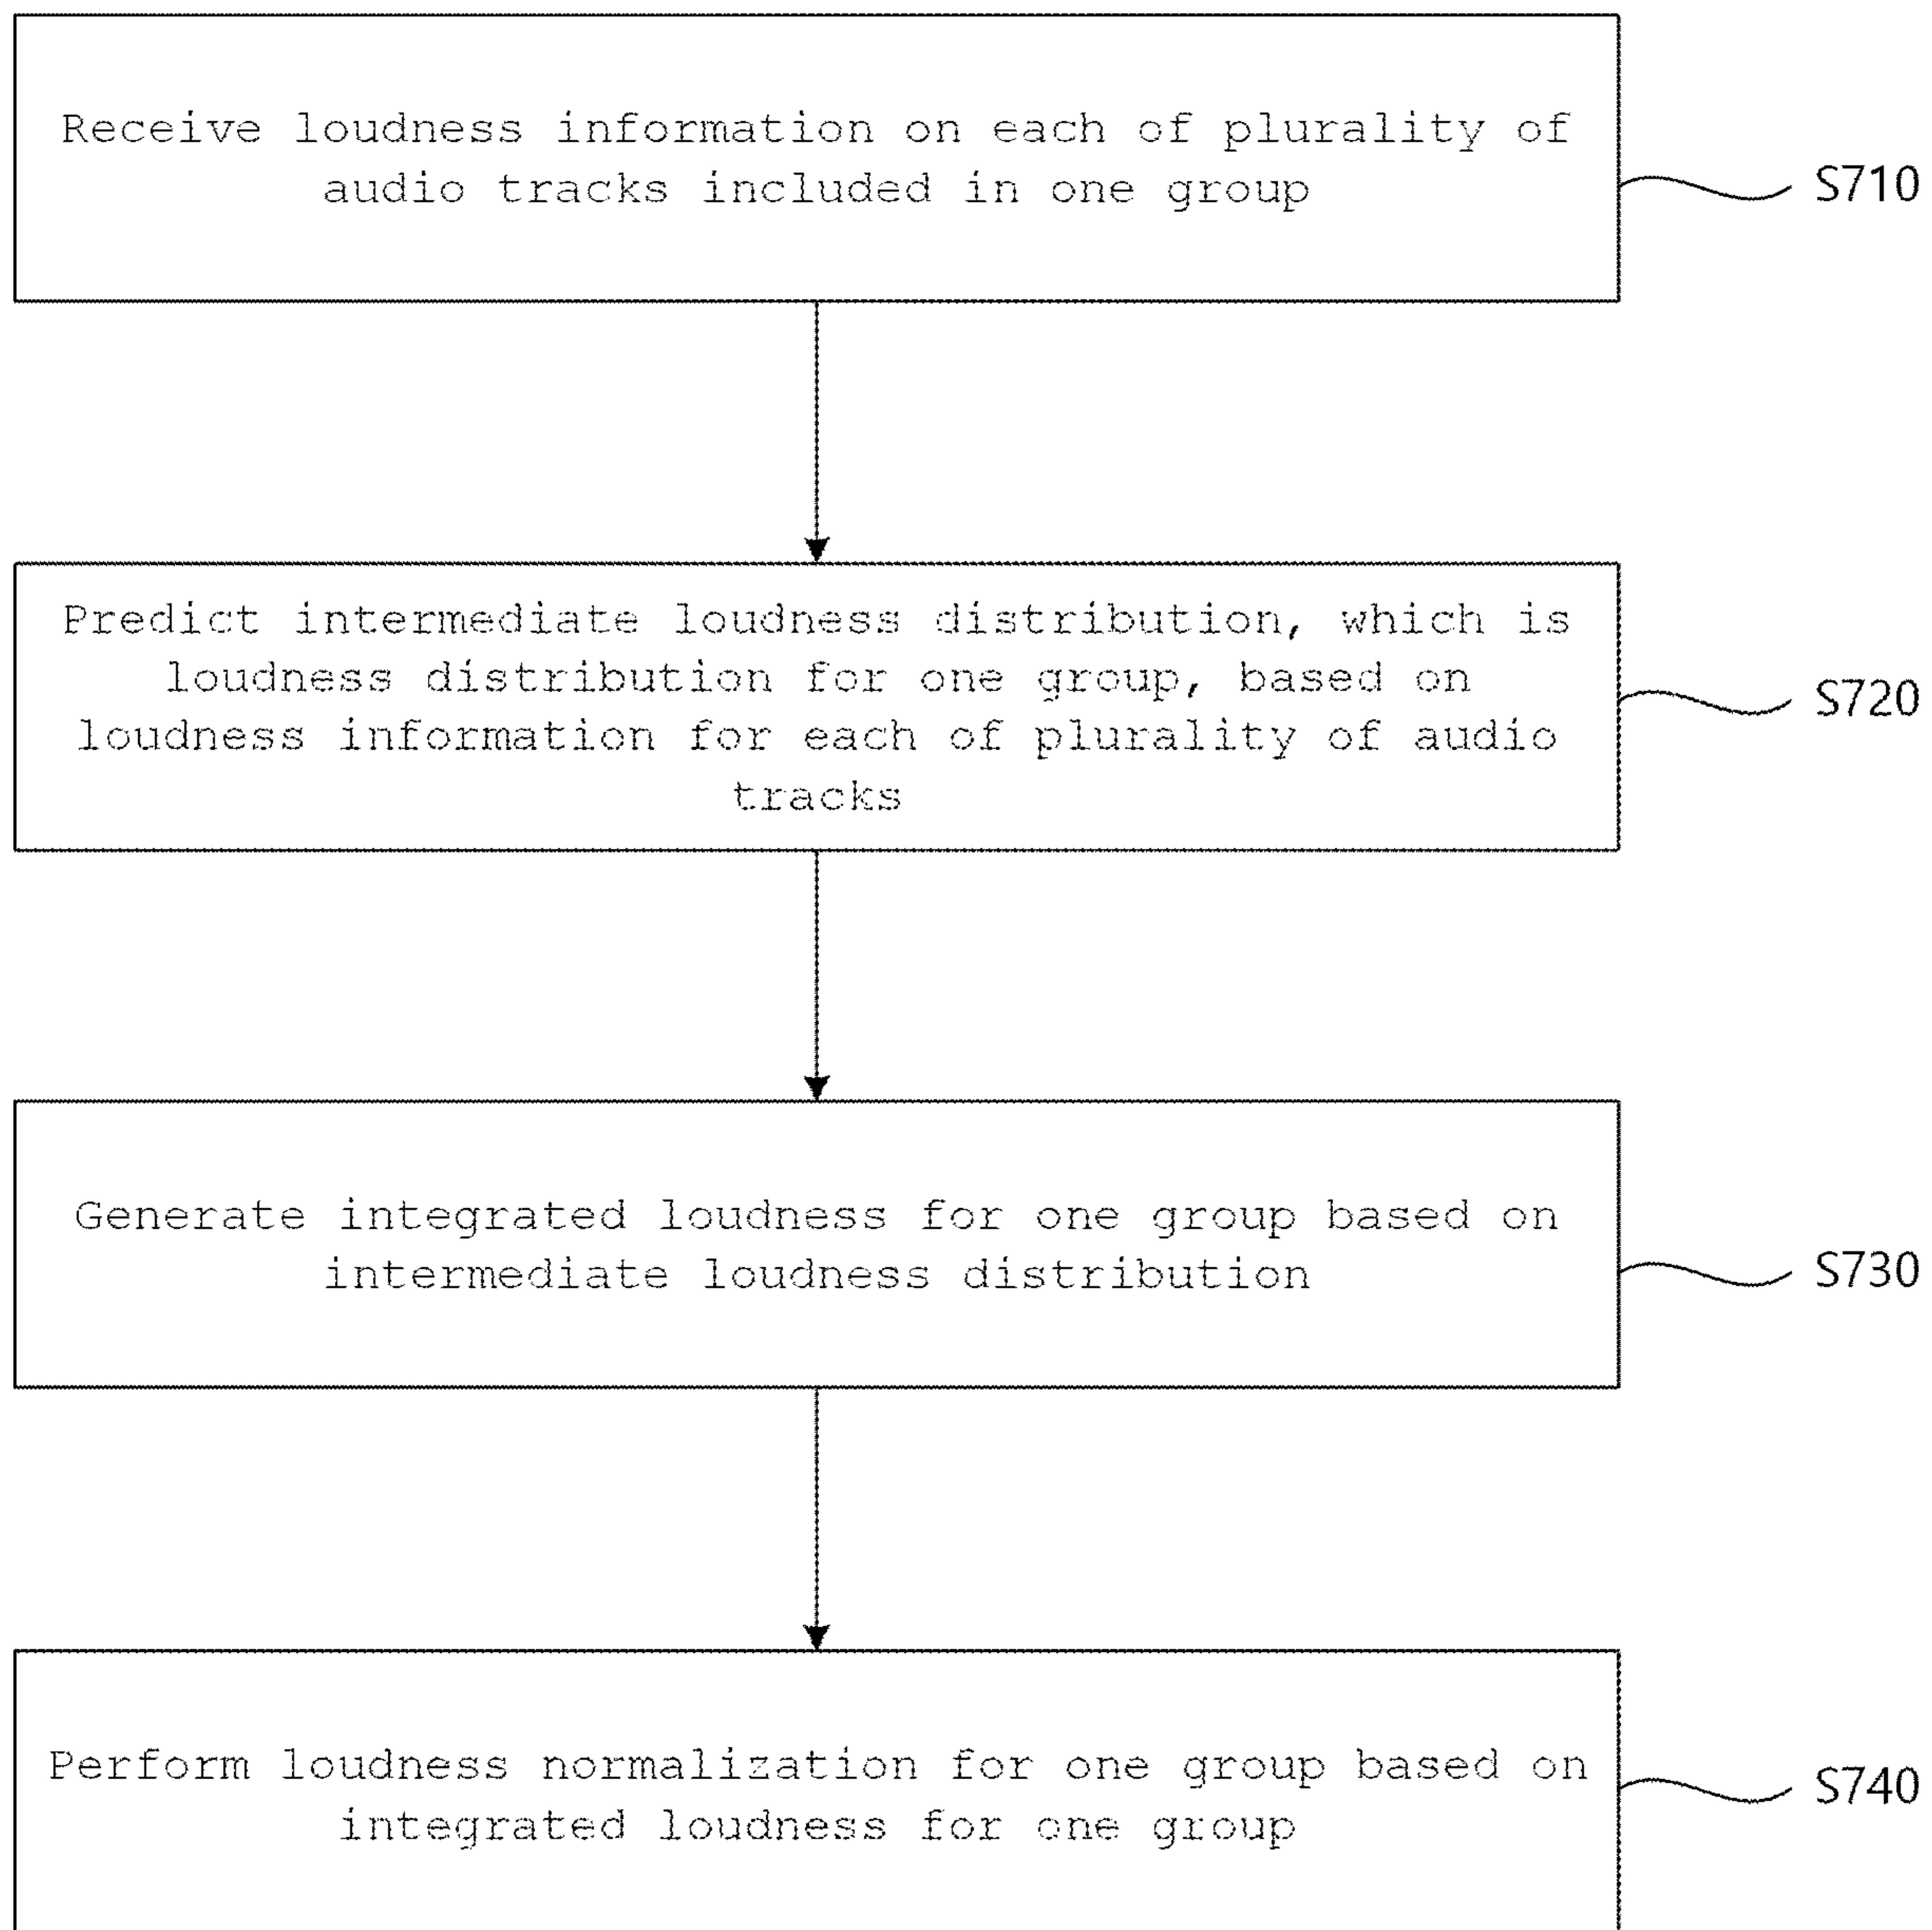 Receive loudness information on each of plurality of
audio tracks included in one group
S710
Predict intermediate loudness distribution, which is
loudness distribution for one group, based on
loudness information for each of plurality of audio
tracks
S720
Generate integrated loudness for one group based on
intermediate loudness distribution
S730
Perform loudness normalization for one group based on
integrated loudness for one group
S740